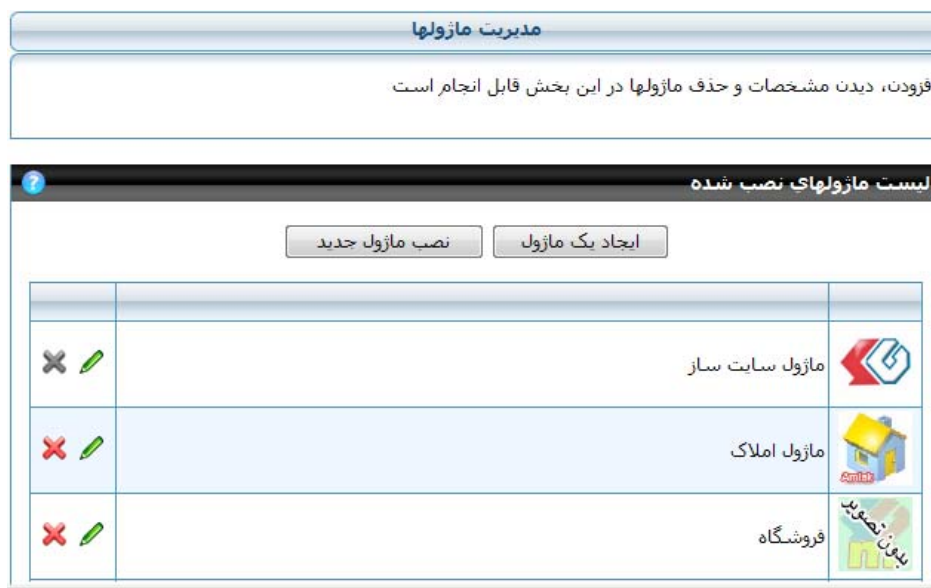 مدیریت ماژولها
فزودن، دیدن مشخصات و حذف ماژولها در این بخش قابل انجام است
لیست ماژولهاي نصب شده
?
ایجاد یک ماژول
نصب ماژول جدید
ماژول سایت ساز
ماژول املاک
Amlak
فروشگاه
بدون تصویر